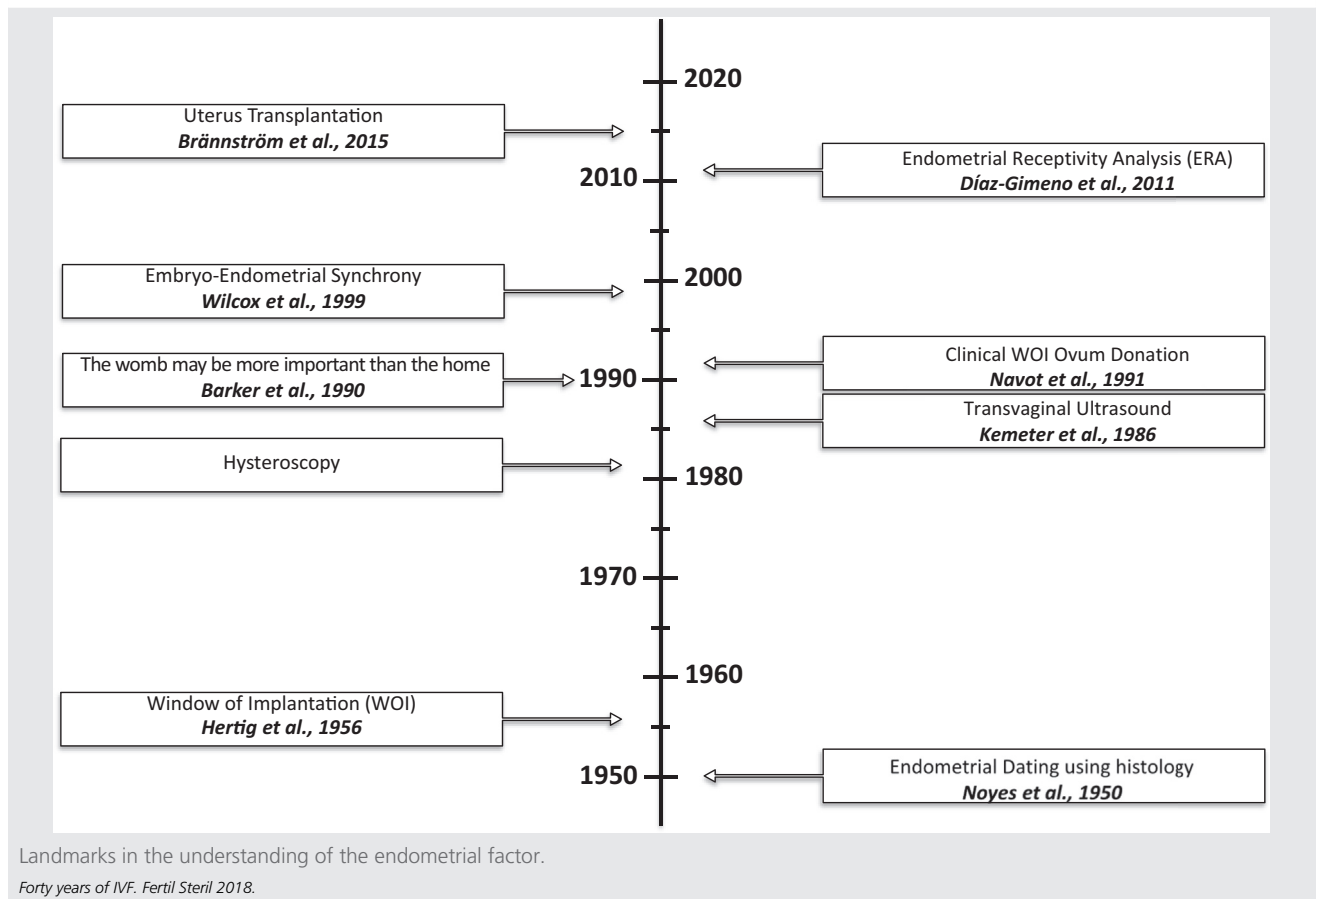 2020
Uterus Transplantation
Brännström et al., 2015
Endometrial Receptivity Analysis (ERA)
Díaz-Gimeno et al., 2011
2010
Embryo-Endometrial Synchrony
Wilcox et al., 1999
2000
Clinical WOI Ovum Donation
Navot et al., 1991
The womb may be more important than the home
Barker et al., 1990
1990
Transvaginal Ultrasound
Kemeter et al., 1986
Hysteroscopy
1980
1970
1960
Window of Implantation (WOI)
Hertig et al., 1956
1950
Endometrial Dating using histology
Noyes et al., 1950
Landmarks in the understanding of the endometrial factor.
Forty years of IVF. Fertil Steril 2018.